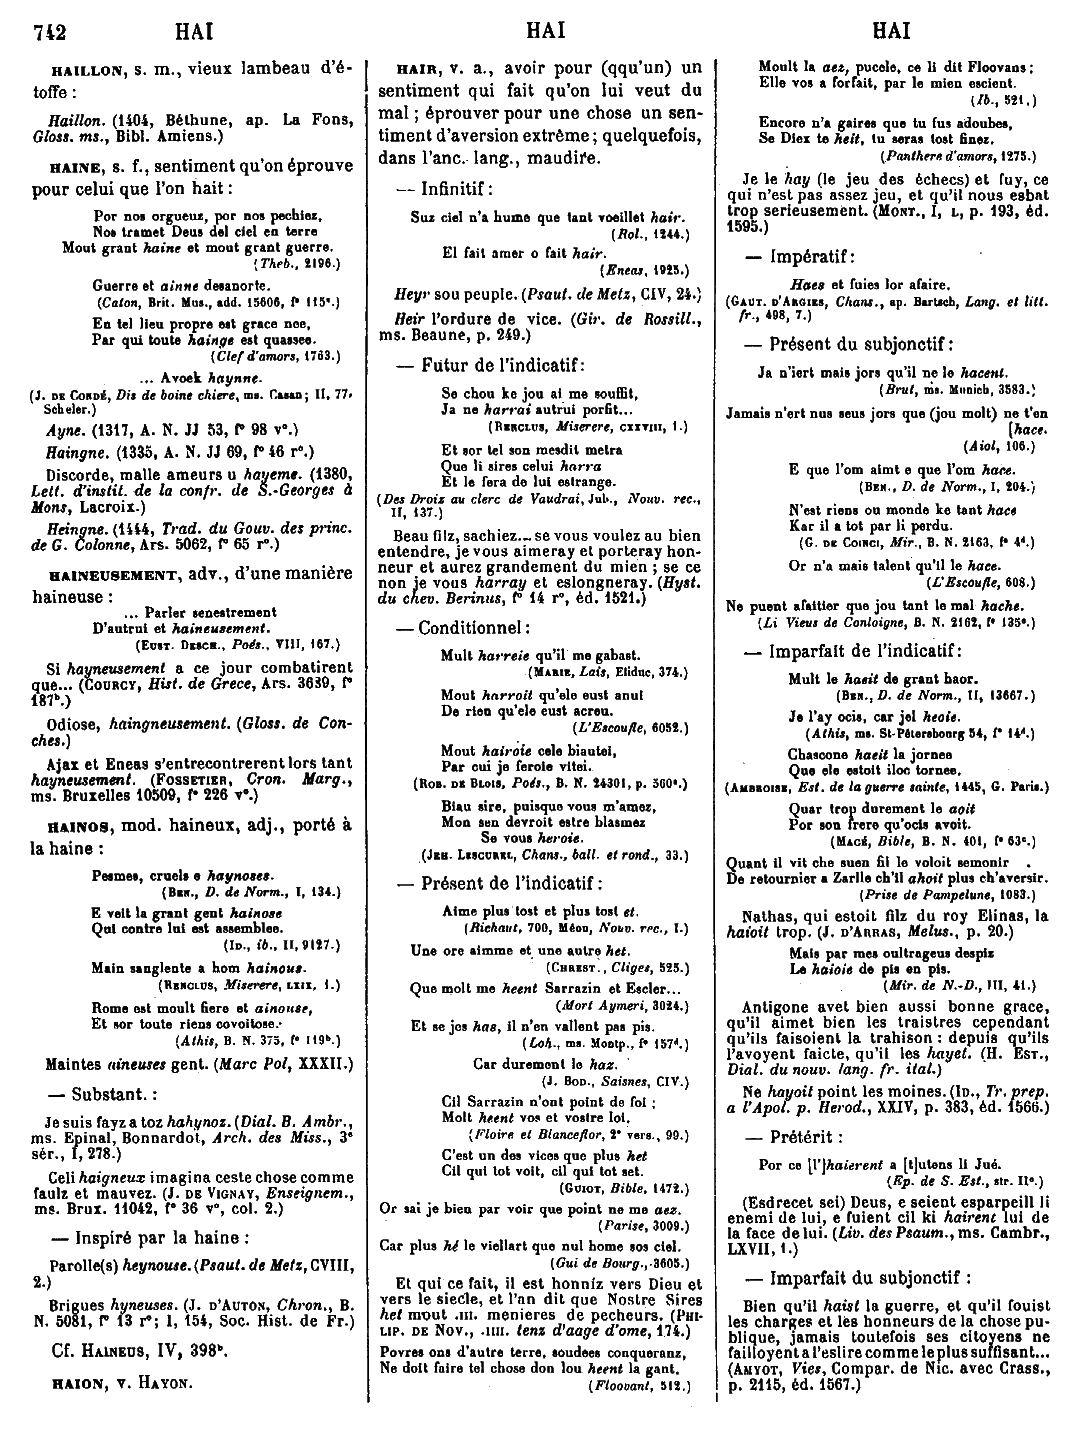 742 HAI HAI HAI
HAILLON, s. m., vieux lambeau d'é-
toffe :
Haillon. (1404, Béthune, ap. La Fons,
Gloss. ms., Bibl. Amiens.)
HAINE, s. f., sentiment qu'on éprouve
pour celui que l'on hait :
Por nos orgueuz, por nos pechiez,
Nos tramet Deus del ciel en terre
Mout grant haine et mout grant guerre.
(Theb., 2196.)
Guerre et ainne desanorte.
(Caton, Brit. Mus., add. 15606, f° 115ᵉ.)
En tel lieu propre est grace nee,
Par qui toute hainge est quassee.
(Clef d'amors, 1763.)
... Avoek haynne.
(J. DE CONDÉ, Dis de boine chiere, ms. Casan; II, 77,
Scheler.)
Ayne. (1317, A. N. JJ 53, f° 98 v°.)
Haingne. (1335, A. N. JJ 69, f° 46 r°.)
Discorde, malle ameurs u hayeme. (1380,
Lett. d'instit. de la confr. de S.-Georges à
Mons, Lacroix.)
Heingne. (1444, Trad. du Gouv. des princ.
de G. Colonne, Ars. 5062, f° 65 r°.)
HAINEUSEMENT, adv., d'une manière
haineuse :
... Parler senestrement
D'autrui et haineusement.
(EUST. DESCH., Poés., VIII, 167.)
Si hayneusement a ce jour combatirent
que... (COURCY, Hist. de Grece, Ars. 3689, f°
187ᵇ.)
Odiose, haingneusement. (Gloss. de Con-
ches.)
Ajax et Eneas s'entrecontrerent lors tant
hayneusement. (FOSSETIER, Cron. Marg.,
ms. Bruxelles 10509, f° 226 v°.)
HAINOS, mod. haineux, adj., porté à
la haine :
Pesmes, cruels e haynoses.
(BEN., D. de Norm., I, 134.)
E veit la grant gent hainose
Qui contre lui est assemblee.
(ID., ib., II, 9127.)
Main sanglente a hom hainous.
(RENCLUS, Miserere, LXIX, 1.)
Rome est moult fiere et ainouse,
Et sor toute riens covoitose.
(Athis, B. N. 375, f° 119ᵇ.)
Maintes aineuses gent. (Marc Pol, XXXII.)
— Substant. :
Je suis fayz a toz hahynoz. (Dial. B. Ambr.,
ms. Epinal, Bonnardot, Arch. des Miss., 3ᵉ
sér., I, 278.)
Celi haigneux imagina ceste chose comme
faulz et mauvez. (J. DE VIGNAY, Enseignem.,
ms. Brux. 11042, f° 36 v°, col. 2.)
— Inspiré par la haine :
Parolle(s) heynouse. (Psaut. de Metz, CVIII,
2.)
Brigues hyneuses. (J. D'AUTON, Chron., B.
N. 5081, f° 13 r°; I, 154, Soc. Hist. de Fr.)
Cf. HAINEUS, IV, 398ᵇ.
HAION, v. HAYON.
HAIR, v. a., avoir pour (qqu'un) un
sentiment qui fait qu'on lui veut du
mal ; éprouver pour une chose un sen-
timent d'aversion extrême ; quelquefois,
dans l'anc. lang., maudire.
— Infinitif :
Suz ciel n'a hume que tant voeillet hair.
(Rol., 1244.)
El fait amer o fait hair.
(Eneas, 1925.)
Heyr sou peuple. (Psaut. de Metz, CIV, 24.)
Heir l'ordure de vice. (Gir. de Rossill.,
ms. Beaune, p. 249.)
— Futur de l'indicatif :
Se chou ke jou ai me souffit,
Ja ne harrai autrui porfit...
(RENCLUS, Miserere, CXXVIII, 1.)
Et sor tel son mesdit metra
Que li sires celui harra
Et le fera de lui estrange.
(Des Droiz au clerc de Vaudrai, Jub., Nouv. rec.,
II, 137.)
Beau filz, sachiez... se vous voulez au bien
entendre, je vous aimeray et porteray hon-
neur et aurez grandement du mien ; se ce
non je vous harray et eslongneray. (Hyst.
du chev. Berinus, f° 14 r°, éd. 1521.)
— Conditionnel :
Mult harreie qu'il me gabast.
(MARIE, Lais, Eliduc, 374.)
Mout harroit qu'ele eust anui
De rien qu'ele eust acreu.
(L'Escoufle, 6052.)
Mout hairoie cele biautei,
Par cui je feroie vitei.
(ROB. DE BLOIS, Poés., B. N. 24301, p. 560ᵃ.)
Biau sire, puisque vous m'amez,
Mon sen devroit estre blasmez
Se vous heroie.
(JEH. LESCUREL, Chans., ball. et rond., 33.)
— Présent de l'indicatif :
Aime plus tost et plus tost et.
(Richaut, 700, Méon, Nouv. rec., I.)
Une ore aimme et une autre het.
(CHREST., Cliges, 525.)
Que molt me heent Sarrazin et Escler...
(Mort Aymeri, 3024.)
Et se jes has, il n'en vallent pas pis.
(Loh., ms. Montp., f° 157ᵈ.)
Car durement le haz.
(J. BOD., Saisnes, CIV.)
Cil Sarrazin n'ont point de foi ;
Molt heent vos et vostre loi.
(Floire et Blanceflor, 2ᵉ vers., 99.)
C'est un des vices que plus het
Cil qui tot voit, cil qui tot set.
(GUIOT, Bible, 1472.)
Or sai je bien par voir que point ne me aez.
(Parise, 3009.)
Car plus hé le viellart que nul home sos ciel.
(Gui de Bourg., 3605.)
Et qui ce fait, il est honniz vers Dieu et
vers le siecle, et l'an dit que Nostre Sires
het mout .III. menieres de pecheurs. (PHI-
LIP. DE NOV., .IIII. tenz d'aage d'ome, 174.)
Povres ons d'autre terre, soudees conqueranz,
Ne doit faire tel chose don lou heent la gant.
(Floovant, 512.)
Moult la aez, pucele, ce li dit Floovans ;
Elle vos a forfait, par le mien escient.
(Ib., 521.)
Encore n'a gaires que tu fus adoubes,
Se Diex te heit, tu seras tost finez.
(Panthere d'amors, 1275.)
Je le hay (le jeu des échecs) et fuy, ce
qui n'est pas assez jeu, et qu'il nous esbat
trop serieusement. (MONT., I, L, p. 193, éd.
1595.)
— Impératif :
Haes et fuies lor afaire.
(GAUT. D'ARGIES, Chans., ap. Bartsch, Lang. et litt.
fr., 498, 7.)
— Présent du subjonctif :
Ja n'iert mais jors qu'il ne le hacent.
(Brut, ms. Munich, 3583.)
Jamais n'ert nus seus jors que (jou molt) ne t'en
[hace.
(Aiol, 106.)
E que l'om aimt e que l'om hace.
(BEN., D. de Norm., I, 204.)
N'est riens ou monde ke tant hace
Kar il a tot par li perdu.
(G. DE COINCI, Mir., B. N. 2163, f° 4ᵈ.)
Or n'a mais talent qu'il le hace.
(L'Escoufle, 608.)
Ne puent afaitier que jou tant le mal hache.
(Li Vieus de Conloigne, B. N. 2162, f° 135ᵃ.)
— Imparfait de l'indicatif :
Mult le haeit de grant haor.
(BEN., D. de Norm., II, 13667.)
Je l'ay ocis, car jel heoie.
(Athis, ms. St-Pétersbourg 54, f° 14ᵈ.)
Chascone haeit la jornee
Que ele estoit iloc tornee.
(AMBROISE, Est. de la guerre sainte, 1445, G. Paris.)
Quar trop durement le aoit
Por son frere qu'ocis avoit.
(MACÉ, Bible, B. N. 401, f° 63ᶜ.)
Quant il vit che suen fil le voloit semonir
De retournier a Zarlle ch'il ahoit plus ch'aversir.
(Prise de Pampelune, 1083.)
Nathas, qui estoit filz du roy Elinas, la
haioit trop. (J. D'ARRAS, Melus., p. 20.)
Mais par mes oultrageus despiz
Le haioie de pis en pis.
(Mir. de N.-D., III, 41.)
Antigone avet bien aussi bonne grace,
qu'il aimet bien les traistres cependant
qu'ils faisoient la trahison : depuis qu'ils
l'avoyent faicte, qu'il les hayet. (H. EST.,
Dial. du nouv. lang. fr. ital.)
Ne hayoit point les moines. (ID., Tr. prep.
a l'Apol. p. Herod., XXIV, p. 383, éd. 1566.)
— Prétérit :
Por ce [l']haierent a [t]utens li Jué.
(Ep. de S. Est., str. IIᵉ.)
(Esdrecet sei) Deus, e seient esparpeill li
enemi de lui, e fuient cil ki hairent lui de
la face de lui. (Liv. des Psaum., ms. Cambr.,
LXVII, 1.)
— Imparfait du subjonctif :
Bien qu'il haist la guerre, et qu'il fouist
les charges et les honneurs de la chose pu-
blique, jamais toutefois ses citoyens ne
failloyent a l'eslire comme le plus suffisant...
(AMYOT, Vies, Compar. de Nic. avec Crass.,
p. 2115, éd. 1567.)